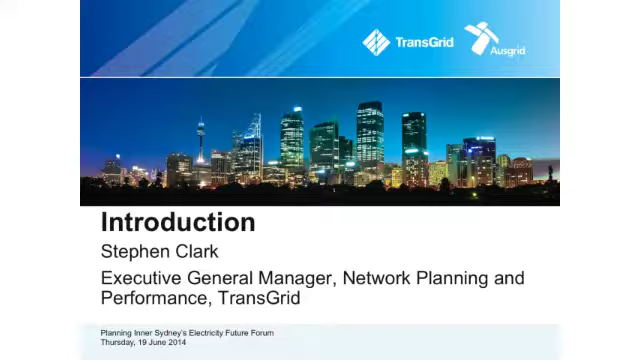 TransGrid
Ausgrid
Introduction
Stephen Clark
Executive General Manager, Network Planning and
Performance, TransGrid
Planning Inner Sydney's Electricity Future Forum
Thursday, 19 June 2014